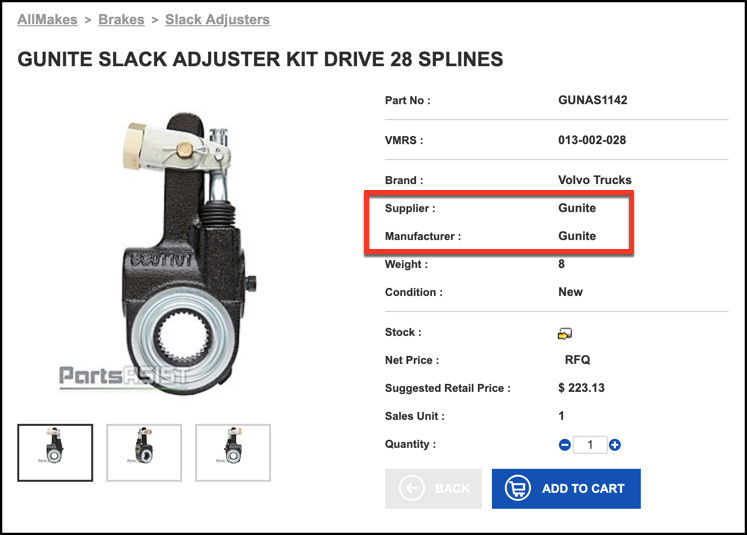 AllMakes > Brakes > Slack Adjusters
GUNITE SLACK ADJUSTER KIT DRIVE 28 SPLINES
Part No : GUNAS1142
VMRS : 013-002-028
Brand : Volvo Trucks
Supplier : Gunite
Manufacturer : Gunite
Weight : 8
Condition : New
Stock :
Net Price : RFQ
Suggested Retail Price : $ 223.13
Sales Unit : 1
Quantity : 1
PartsASIST
BACK
ADD TO CART